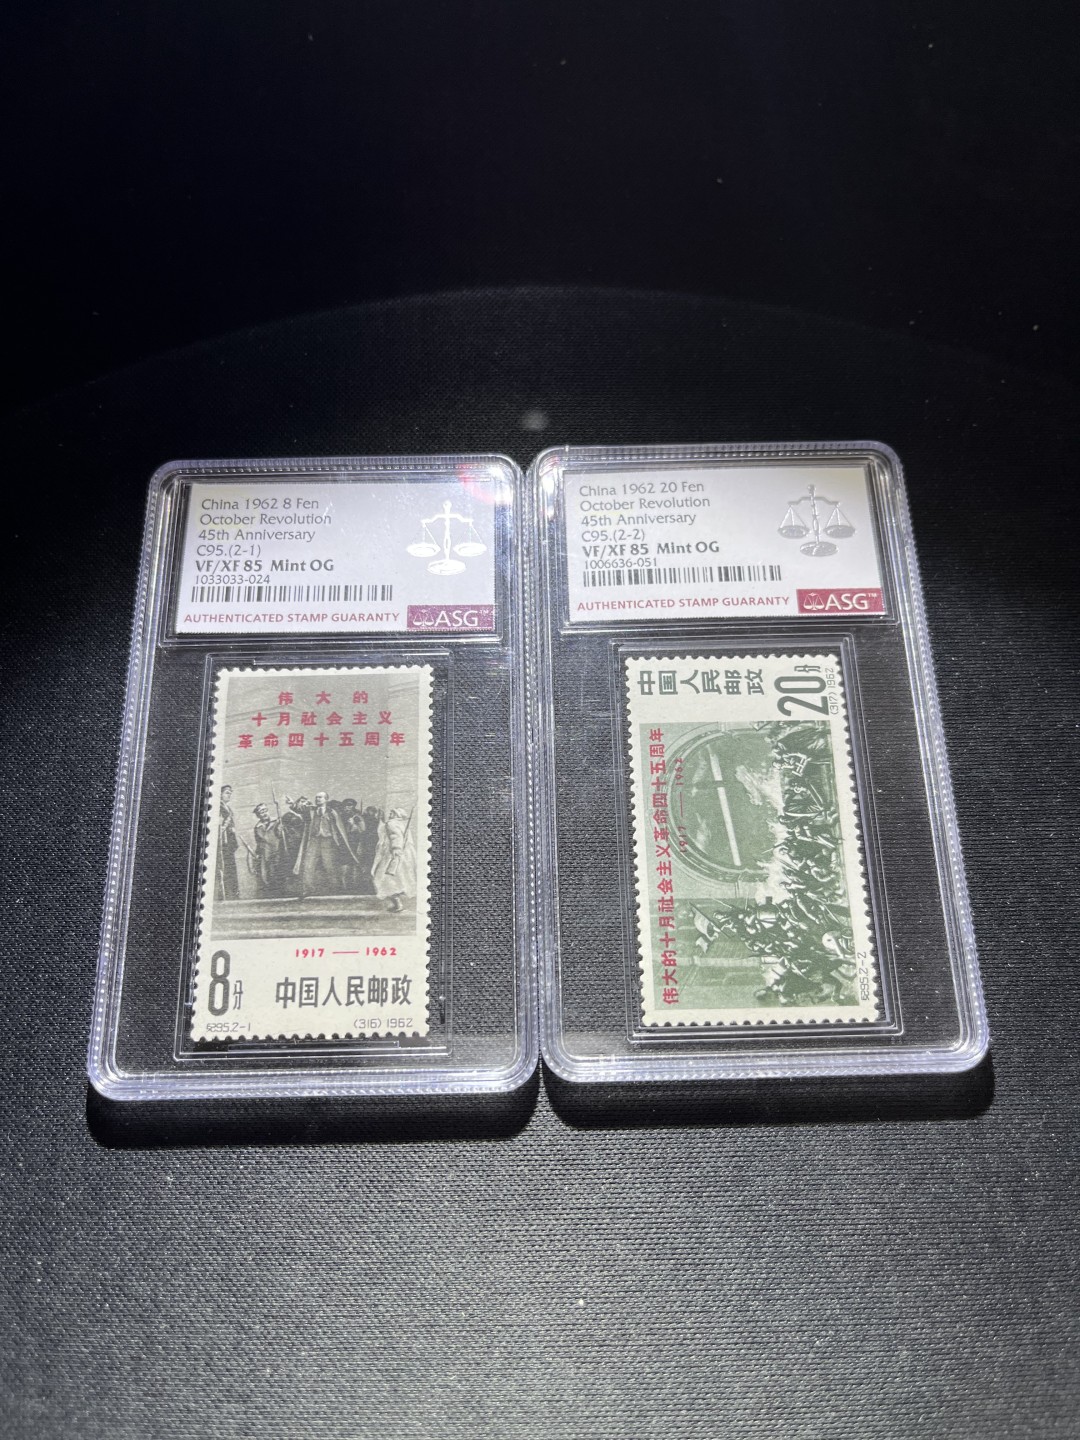 China 1962 8 Fen
October Revolution
45th Anniversary
C95.(2-1)
VF/XF 85 Mint OG
1033033-024
AUTHENTICATED STAMP GUARANTY
ASG™
伟大的
十月社会主义
革命四十五周年
1917 — 1962
8分
中国人民邮政
纪95.2-1
(316) 1962
China 1962 20 Fen
October Revolution
45th Anniversary
C95.(2-2)
VF/XF 85 Mint OG
1006636-051
AUTHENTICATED STAMP GUARANTY
ASG™
中国人民邮政
20分
(317) 1962
伟大的十月社会主义革命四十五周年
1917 — 1962
纪95.2-2